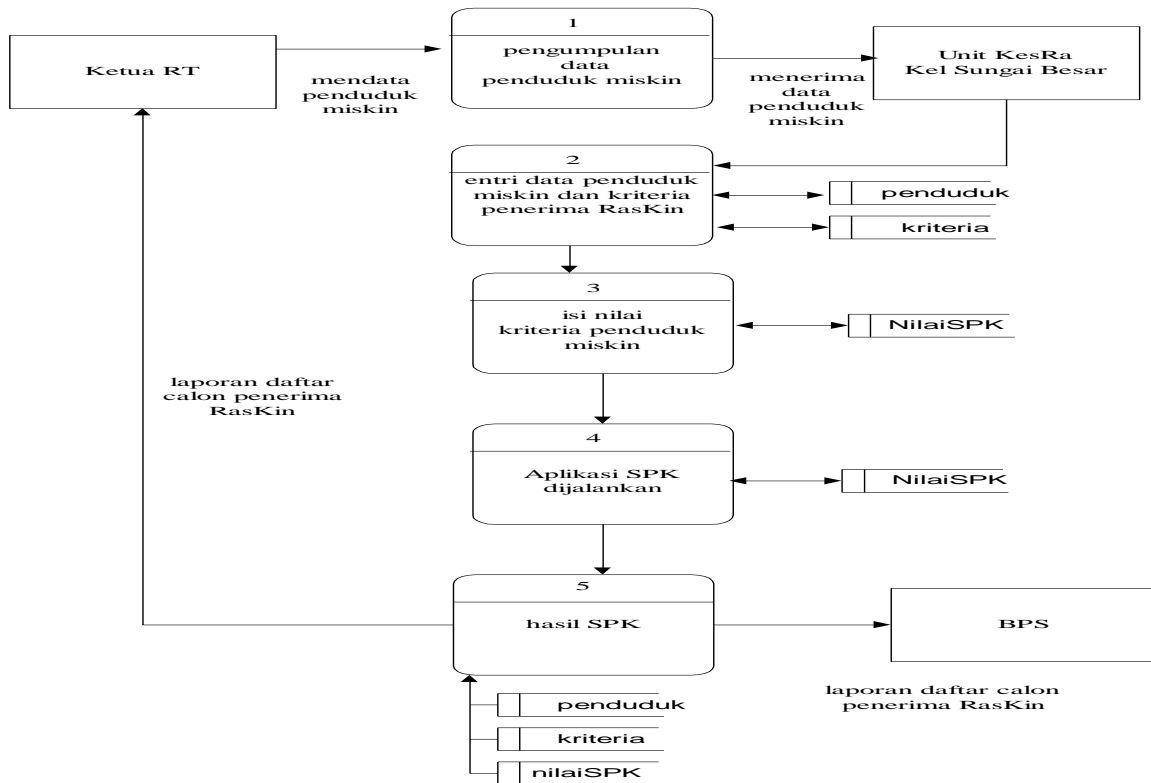 1
pengumpulan
data
penduduk miskin
Ketua RT
mendata
penduduk
miskin
menerima
data
penduduk
miskin
Unit KesRa
Kel Sungai Besar
2
entri data penduduk
miskin dan kriteria
penerima RasKin
penduduk
kriteria
3
isi nilai
kriteria penduduk
miskin
NilaiSPK
laporan daftar
calon penerima
RasKin
4
Aplikasi SPK
dijalankan
NilaiSPK
5
hasil SPK
BPS
laporan daftar calon
penerima RasKin
penduduk
kriteria
nilaiSPK